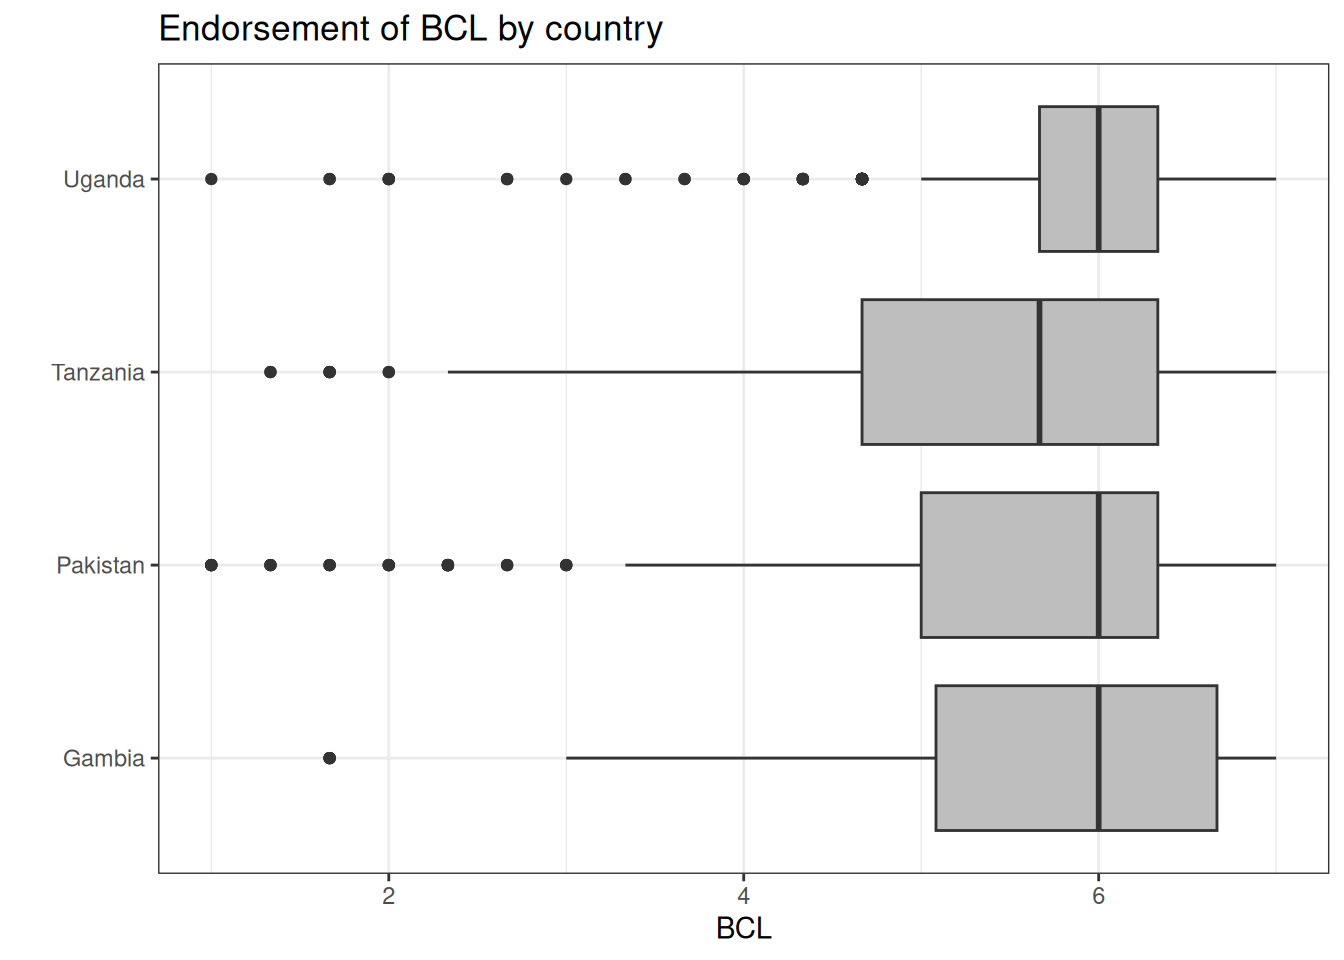 Endorsement of BCL by country
Uganda
Tanzania
Pakistan
Gambia
2 4 6
BCL